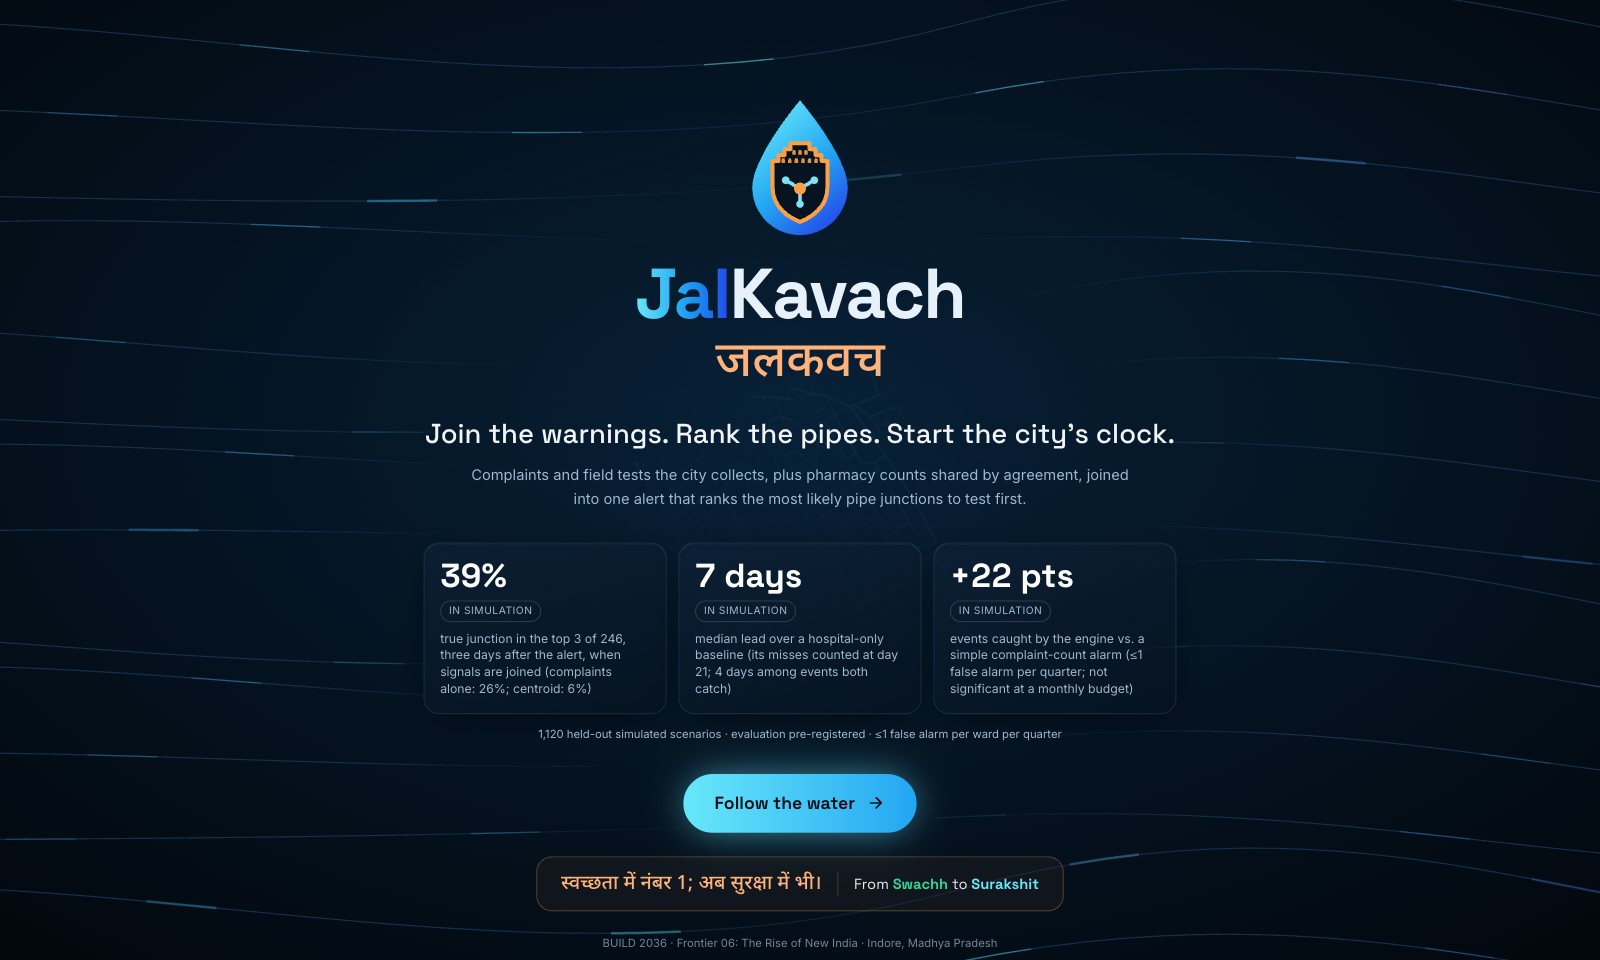 JalKavach
जलकवच
Join the warnings. Rank the pipes. Start the city's clock.
Complaints and field tests the city collects, plus pharmacy counts shared by agreement, joined
into one alert that ranks the most likely pipe junctions to test first.
39%
IN SIMULATION
true junction in the top 3 of 246,
three days after the alert, when
signals are joined (complaints
alone: 26%; centroid: 6%)
7 days
IN SIMULATION
median lead over a hospital-only
baseline (its misses counted at day
21; 4 days among events both
catch)
+22 pts
IN SIMULATION
events caught by the engine vs. a
simple complaint-count alarm (≤1
false alarm per quarter; not
significant at a monthly budget)
1,120 held-out simulated scenarios · evaluation pre-registered · ≤1 false alarm per ward per quarter
Follow the water →
स्वच्छता में नंबर 1; अब सुरक्षा में भी।
From Swachh to Surakshit
BUILD 2036 · Frontier 06: The Rise of New India · Indore, Madhya Pradesh